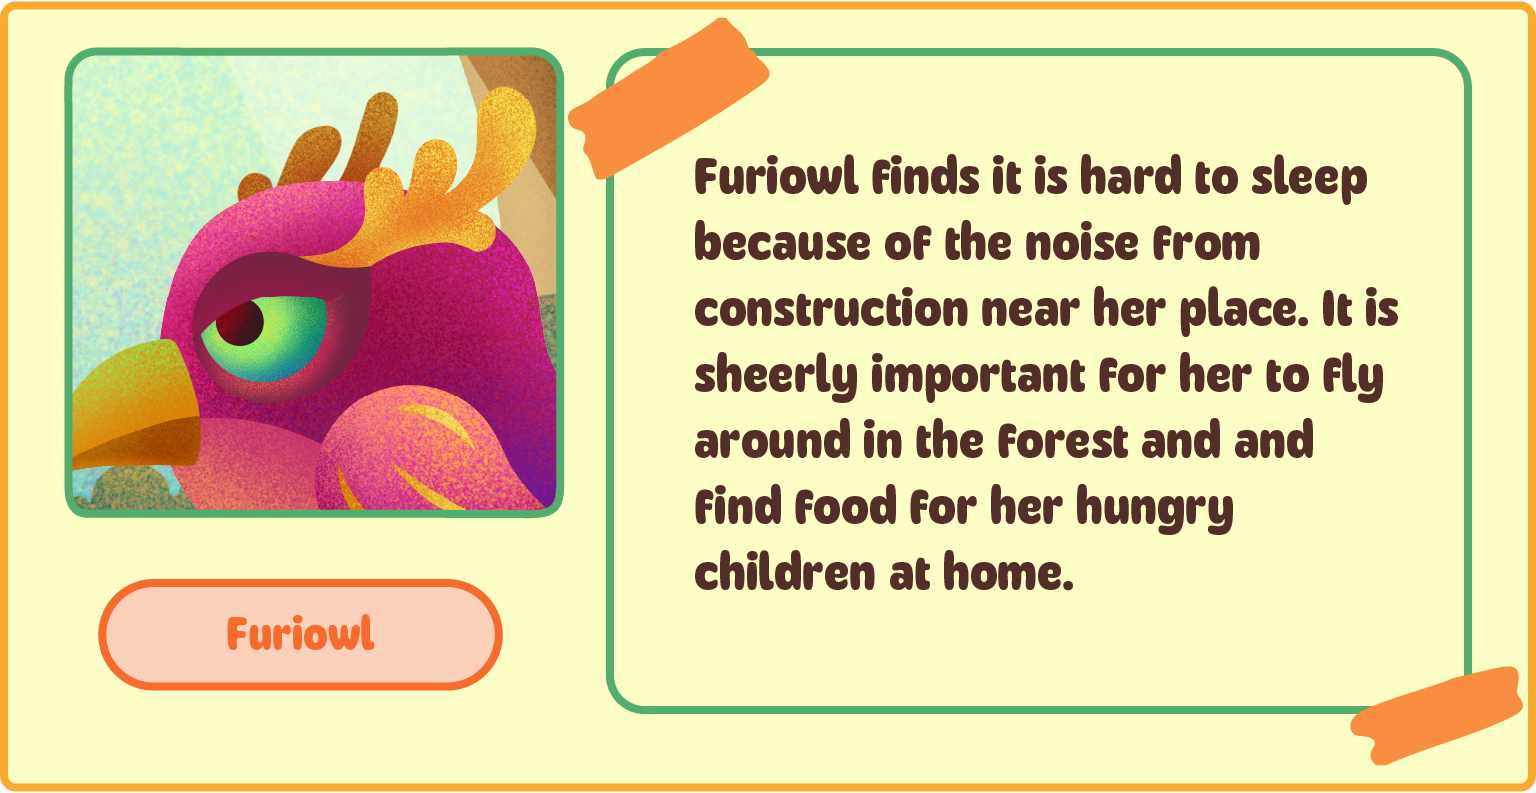 Furiowl finds it is hard to sleep
because of the noise from
construction near her place. It is
sheerly important for her to fly
around in the forest and and
find food for her hungry
children at home.
Furiowl